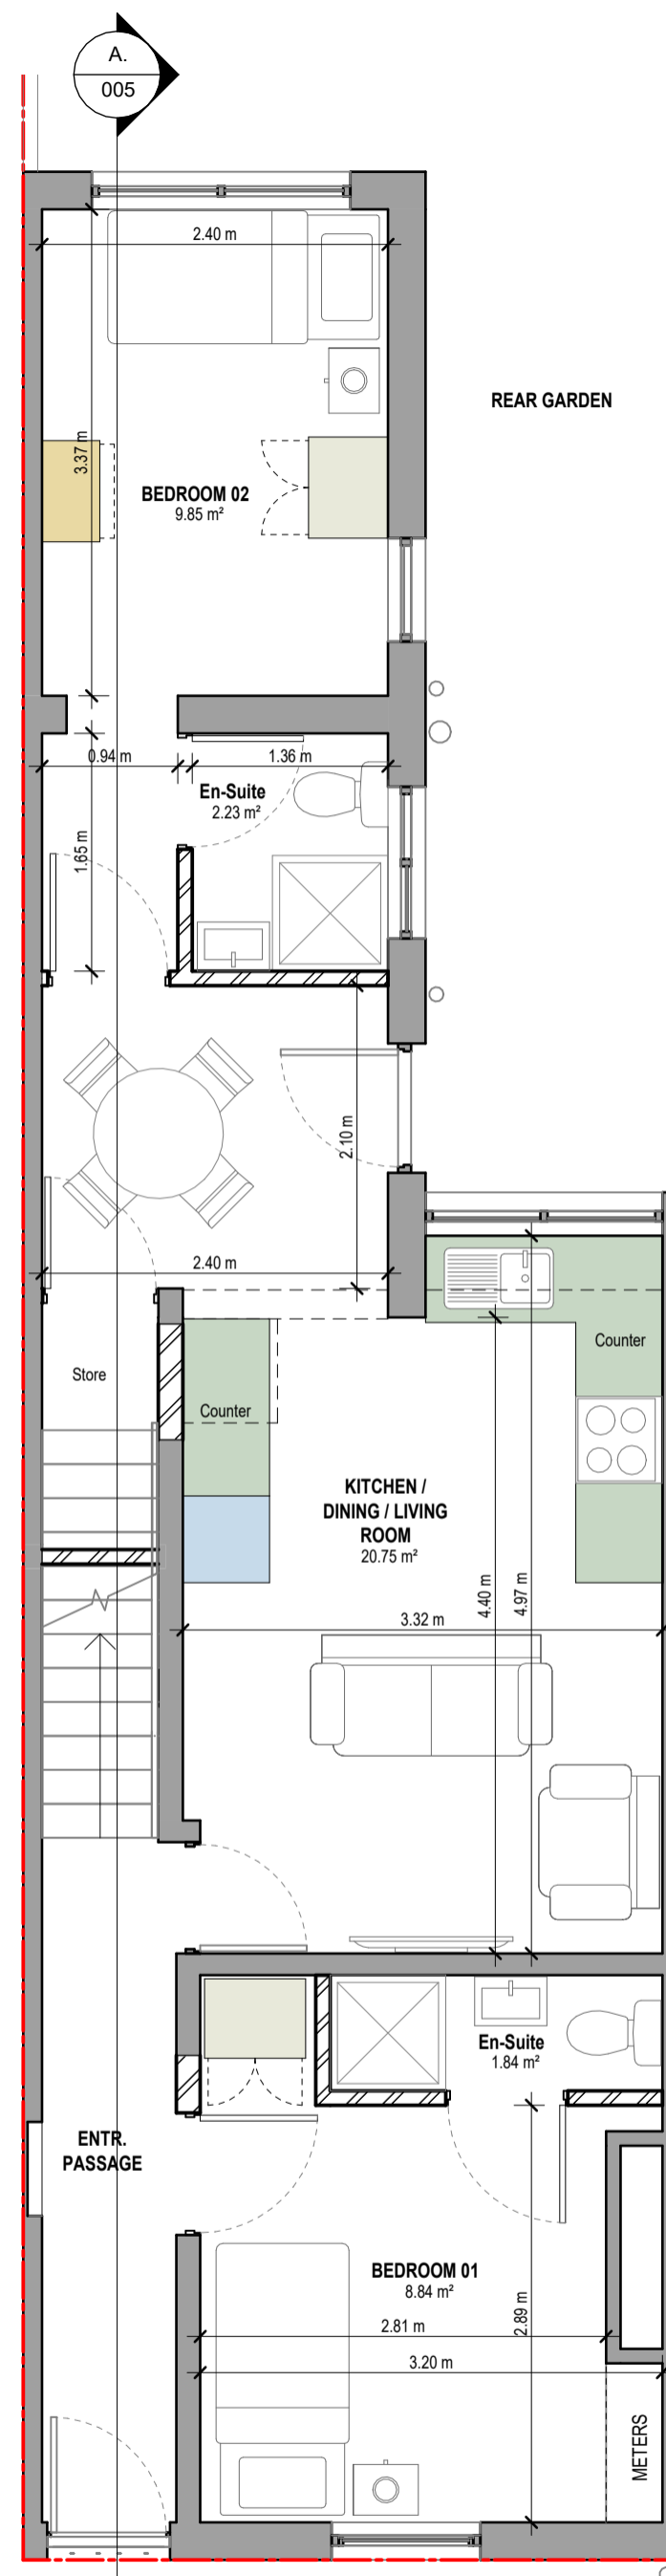 A.
005
2.40 m
REAR GARDEN
3.37 m
BEDROOM 02
9.85 m²
0.94 m
1.36 m
En-Suite
2.23 m²
1.65 m
2.10 m
2.40 m
Store
Counter
Counter
KITCHEN /
DINING / LIVING
ROOM
20.75 m²
4.40 m
4.97 m
3.32 m
En-Suite
1.84 m²
ENTR.
PASSAGE
BEDROOM 01
8.84 m²
2.89 m
2.81 m
3.20 m
METERS